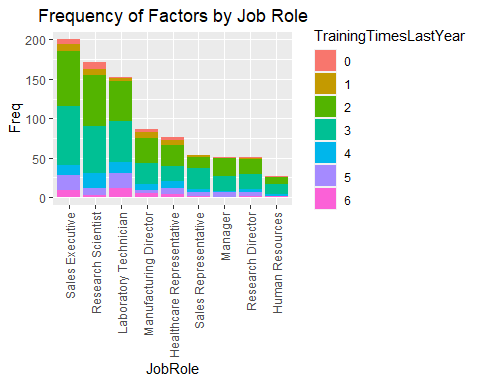 Frequency of Factors by Job Role
Freq
200
150
100
50
0
Sales Executive
Research Scientist
Laboratory Technician
Manufacturing Director
Healthcare Representative
Sales Representative
Manager
Research Director
Human Resources
JobRole
TrainingTimesLastYear
0
1
2
3
4
5
6